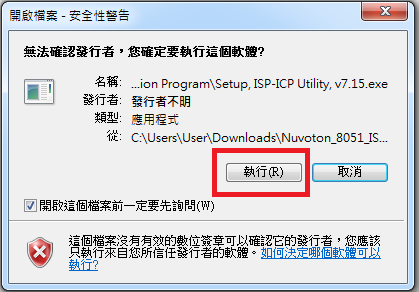 開啟檔案 - 安全性警告
無法確認發行者，您確定要執行這個軟體?
名稱: ...ion Program\Setup, ISP-ICP Utility, v7.15.exe
發行者: 發行者不明
類型: 應用程式
從: C:\Users\User\Downloads\Nuvoton_8051_IS...
執行(R) 取消
開啟這個檔案前一定要先詢問(W)
這個檔案沒有有效的數位簽章可以確認它的發行者，您應該
只執行來自您所信任發行者的軟體。如何決定哪個軟體可以
執行?